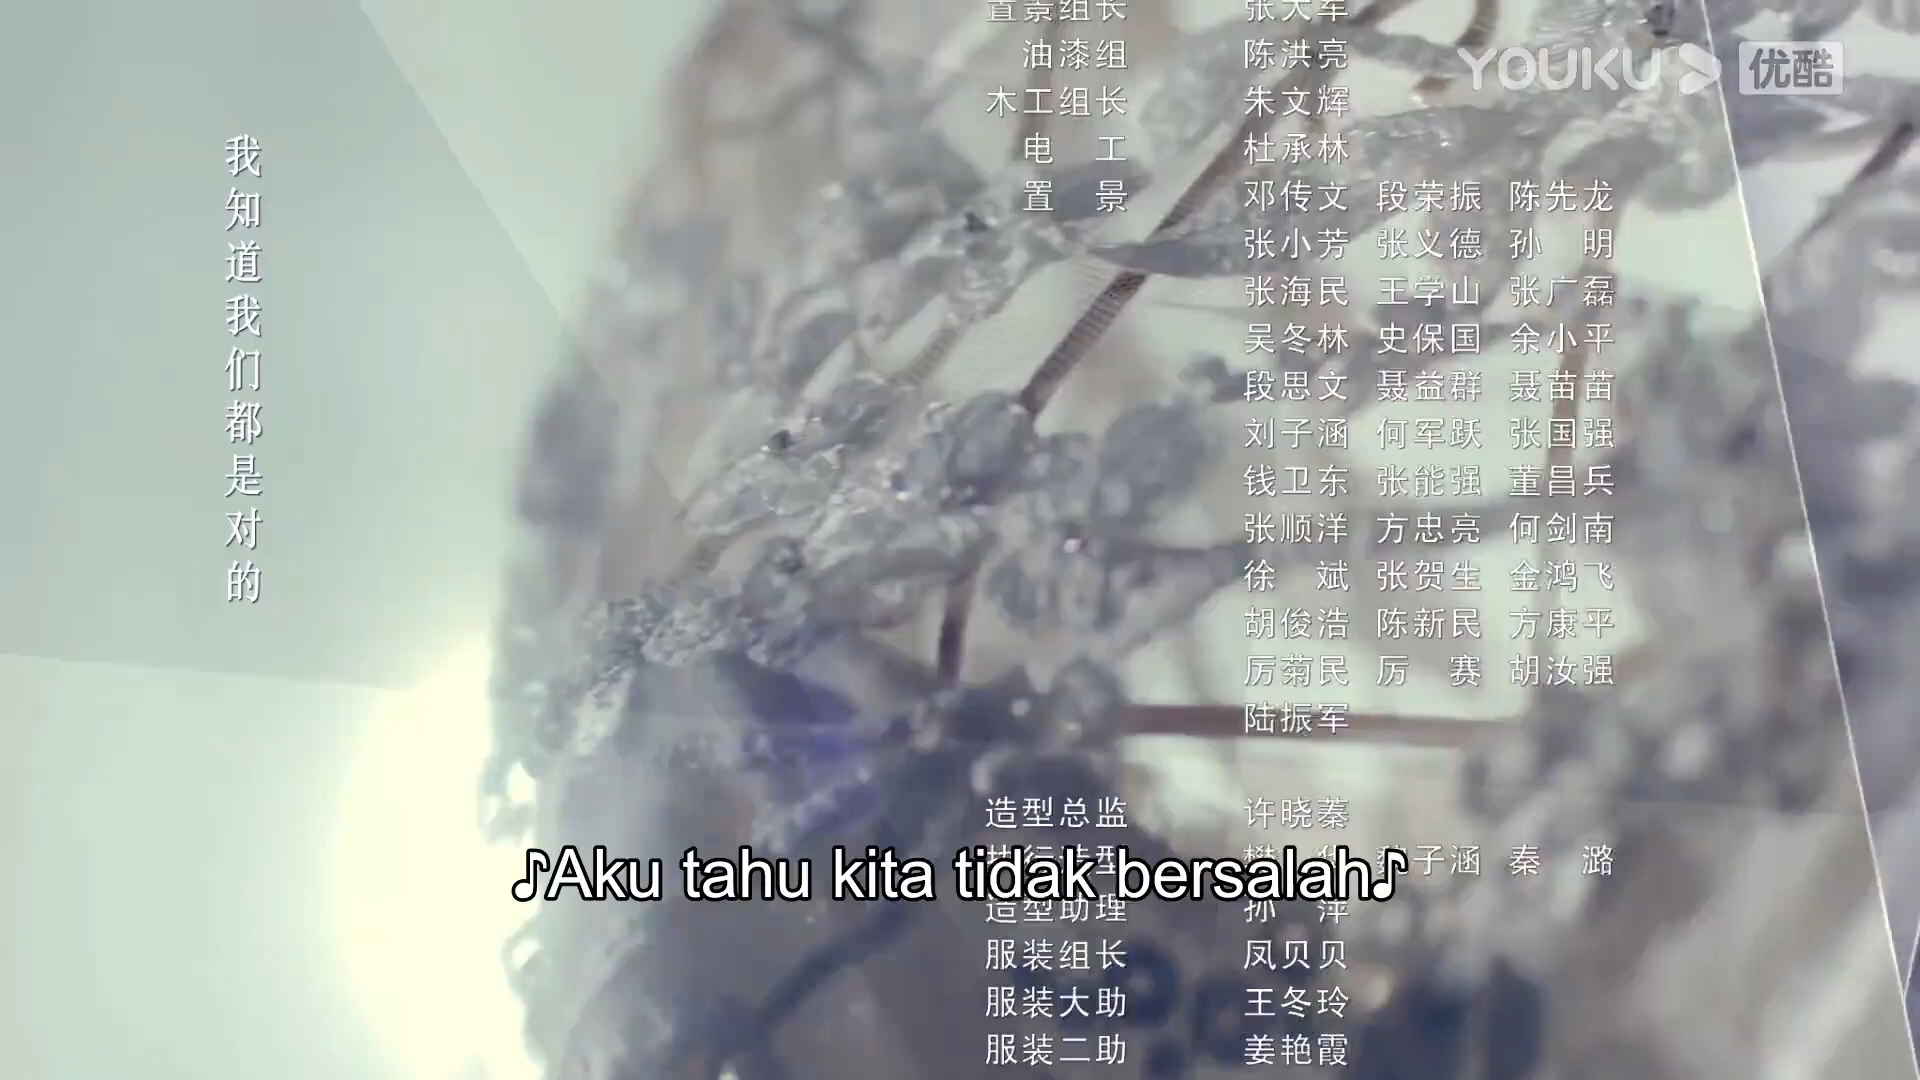 我知道我们都是对的
YOUKU 优酷
置景组长 张大军
油漆组 陈洪亮
木工组长 朱文辉
电 工 杜承林
置 景 邓传文 段荣振 陈先龙
张小芳 张义德 孙 明
张海民 王学山 张广磊
吴冬林 史保国 余小平
段思文 聂益群 聂苗苗
刘子涵 何军跃 张国强
钱卫东 张能强 董昌兵
张顺洋 方忠亮 何剑南
徐 斌 张贺生 金鸿飞
胡俊浩 陈新民 方康平
厉菊民 厉 赛 胡汝强
陆振军
造型总监 许晓蓁
子涵 秦 潞
♪Aku tahu kita tidak bersalah♪
造型助理 孙 萍
服装组长 凤贝贝
服装大助 王冬玲
服装二助 姜艳霞